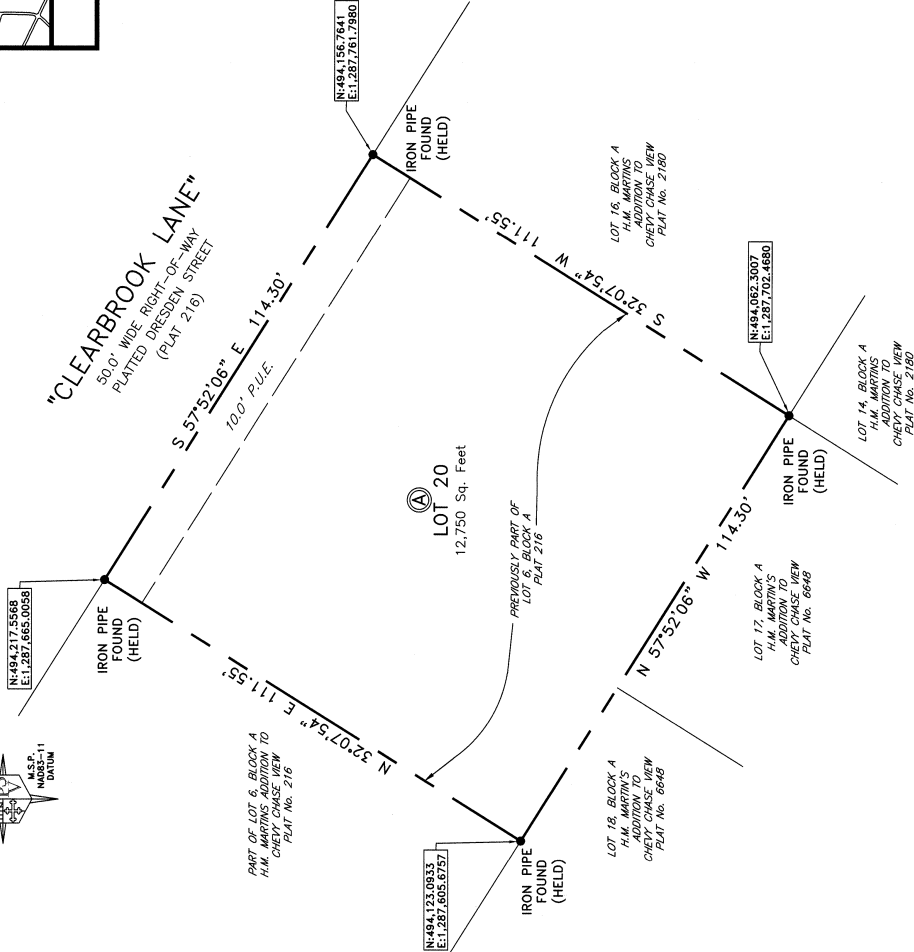 M.S.P.
NAD83-11
DATUM
N:494,217.5568
E:1,287,665.0058
N:494,156.7641
E:1,287,761.7980
"CLEARBROOK LANE"
50.0' WIDE RIGHT-OF-WAY
PLATTED DRESDEN STREET
(PLAT 216)
S 57°52'06" E 114.30'
10.0' P.U.E.
IRON PIPE
FOUND
(HELD)
IRON PIPE
FOUND
(HELD)
S 32°07'54" W 111.55'
LOT 16, BLOCK A
H.M. MARTINS
ADDITION TO
CHEVY CHASE VIEW
PLAT No. 2180
N:494,062.3007
E:1,287,702.4680
A
LOT 20
12,750 Sq. Feet
PREVIOUSLY PART OF
LOT 6, BLOCK A
PLAT 216
N 32°07'54" E 111.55'
PART OF LOT 6, BLOCK A
H.M. MARTINS ADDITION TO
CHEVY CHASE VIEW
PLAT No. 216
N:494,123.0933
E:1,287,605.6757
IRON PIPE
FOUND
(HELD)
N 57°52'06" W 114.30'
IRON PIPE
FOUND
(HELD)
LOT 14, BLOCK A
H.M. MARTINS
ADDITION TO
CHEVY CHASE VIEW
PLAT No. 2180
LOT 17, BLOCK A
H.M. MARTIN'S
ADDITION TO
CHEVY CHASE VIEW
PLAT No. 6648
LOT 18, BLOCK A
H.M. MARTIN'S
ADDITION TO
CHEVY CHASE VIEW
PLAT No. 6648